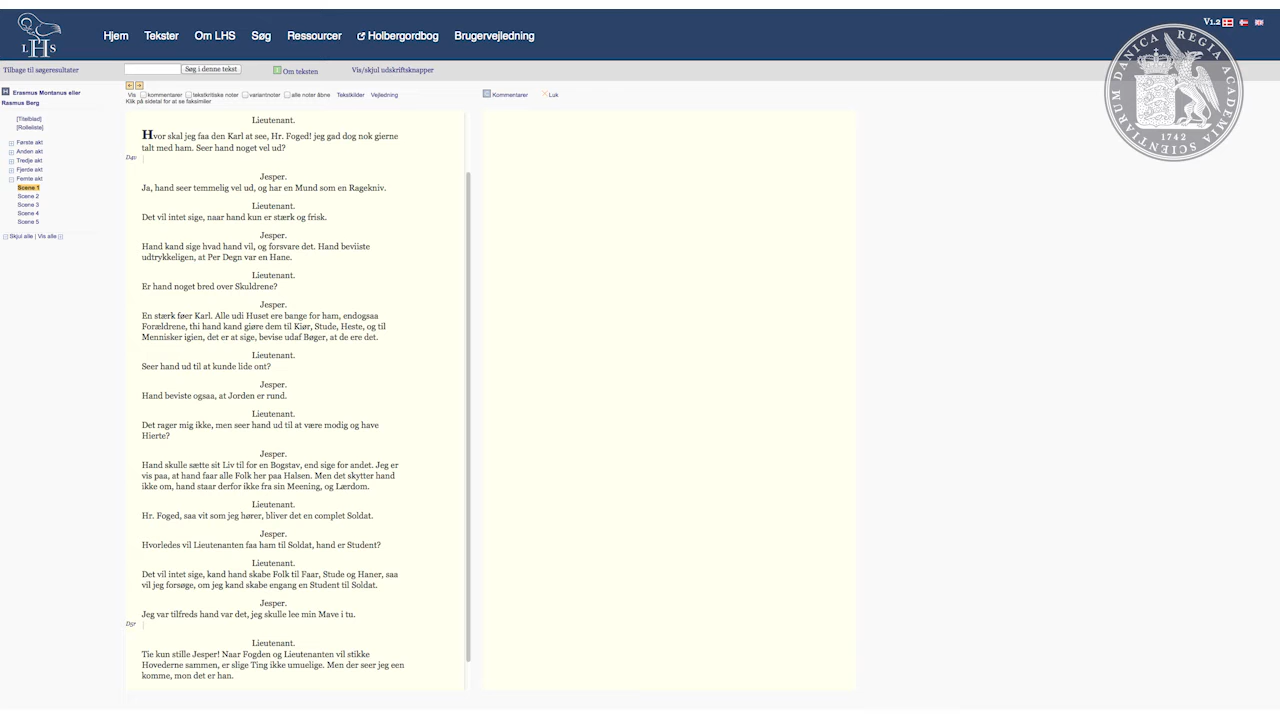 LHS
Hjem Tekster Om LHS Søg Ressourcer Holbergordbog Brugervejledning
V1.2
REGIA ACADEMIA SCIENTIARUM DANICA
1742
Tilbage til søgeresultater
Søg i denne tekst
Om teksten
Vis/skjul udskriftsknapper
Erasmus Montanus eller
Rasmus Berg
[Titelblad]
[Rolleliste]
Første akt
Anden akt
Tredje akt
Fjerde akt
Femte akt
Scene 1
Scene 2
Scene 3
Scene 4
Scene 5
Skjul alle | Vis alle
Vis kommentarer tekstkritiske noter variantnoter alle noter åbne Tekstkilder Vejledning
Klik på sidetal for at se faksimiler
Lieutenant.
Hvor skal jeg faa den Karl at see, Hr. Foged! jeg gad dog nok gierne
talt med ham. Seer hand noget vel ud?
D4v
Jesper.
Ja, hand seer temmelig vel ud, og har en Mund som en Ragekniv.
Lieutenant.
Det vil intet sige, naar hand kun er stærk og frisk.
Jesper.
Hand kand sige hvad hand vil, og forsvare det. Hand beviiste
udtrykkeligen, at Per Degn var en Hane.
Lieutenant.
Er hand noget bred over Skuldrene?
Jesper.
En stærk føer Karl. Alle udi Huset ere bange for ham, endogsaa
Forældrene, thi hand kand giøre dem til Kiør, Stude, Heste, og til
Mennisker igien, det er at sige, bevise udaf Bøger, at de ere det.
Lieutenant.
Seer hand ud til at kunde lide ont?
Jesper.
Hand beviste ogsaa, at Jorden er rund.
Lieutenant.
Det rager mig ikke, men seer hand ud til at være modig og have
Hierte?
Jesper.
Hand skulle sætte sit Liv til for en Bogstav, end sige for andet. Jeg er
vis paa, at hand faar alle Folk her paa Halsen. Men det skytter hand
ikke om, hand staar derfor ikke fra sin Meening, og Lærdom.
Lieutenant.
Hr. Foged, saa vit som jeg hører, bliver det en complet Soldat.
Jesper.
Hvorledes vil Lieutenanten faa ham til Soldat, hand er Student?
Lieutenant.
Det vil intet sige, kand hand skabe Folk til Faar, Stude og Haner, saa
vil jeg forsøge, om jeg kand skabe engang en Student til Soldat.
Jesper.
Jeg var tilfreds hand var det, jeg skulle lee min Mave i tu.
D5r
Lieutenant.
Tie kun stille Jesper! Naar Fogden og Lieutenanten vil stikke
Hovederne sammen, er slige Ting ikke umuelige. Men der seer jeg een
komme, mon det er han.
Kommentarer
Luk